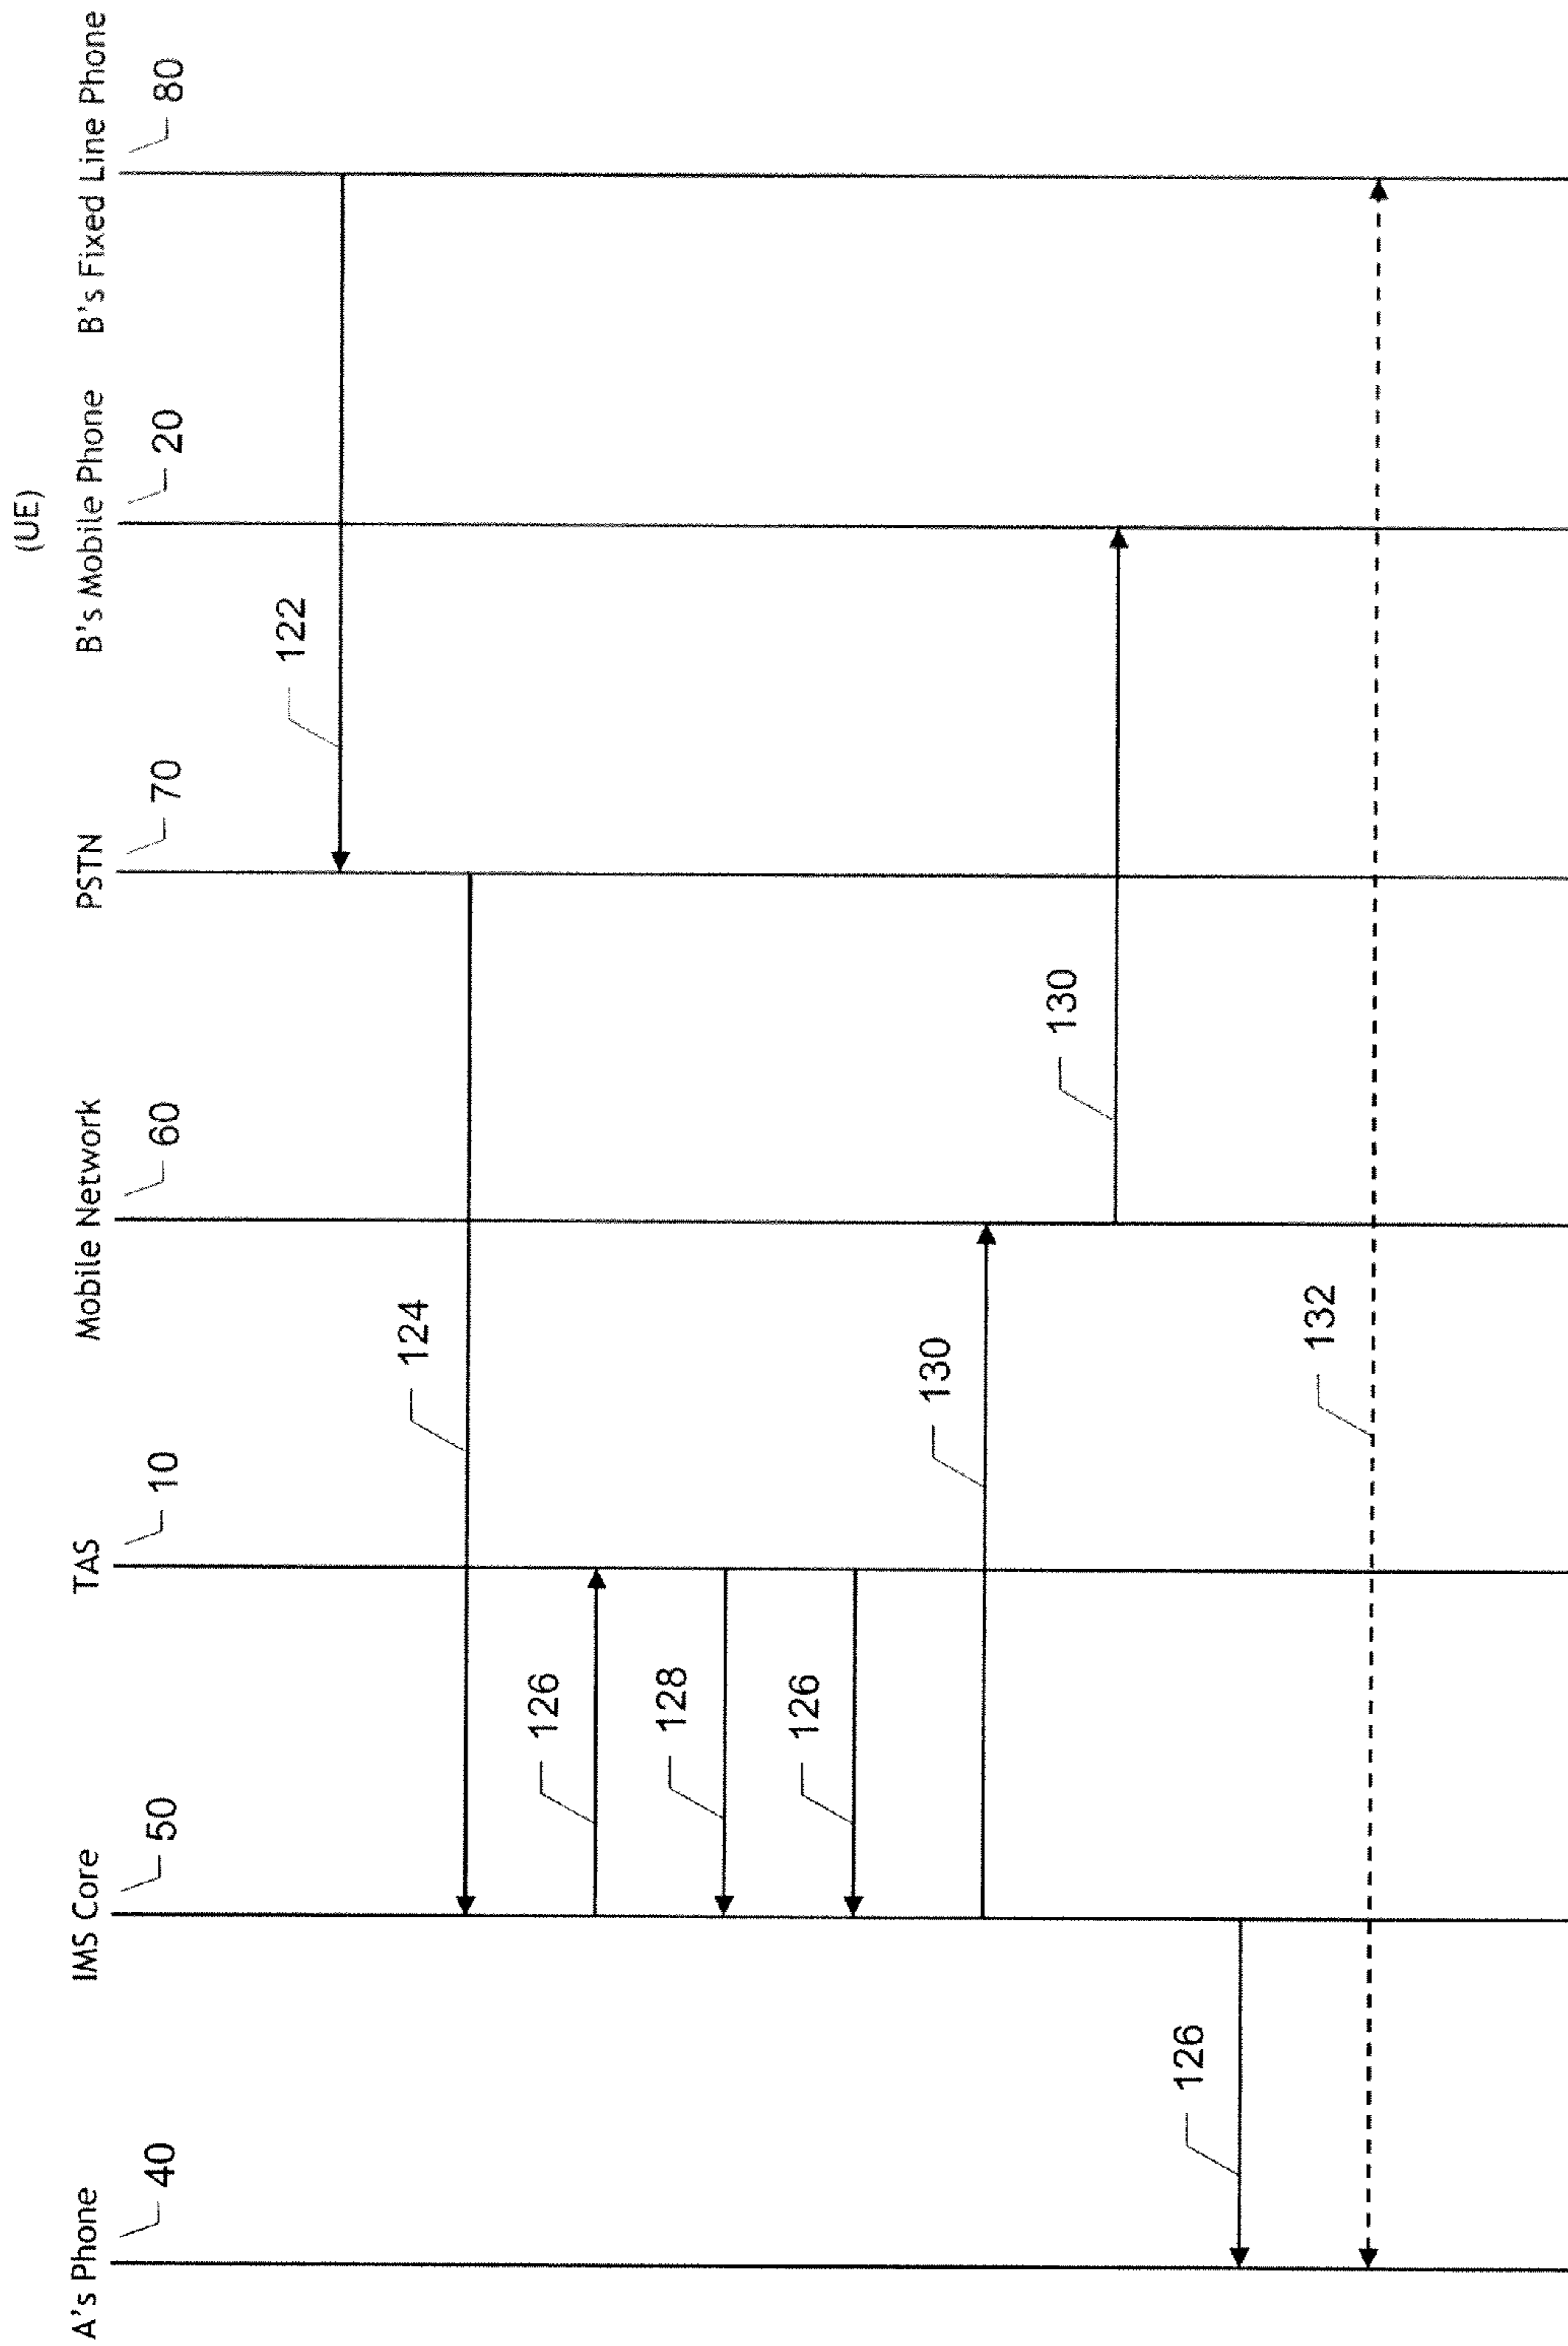 (UE)
A's Phone
IMS Core
TAS
Mobile Network
PSTN
B's Mobile Phone
B's Fixed Line Phone
40
50
10
60
70
20
80
122
124
126
128
126
130
130
126
132